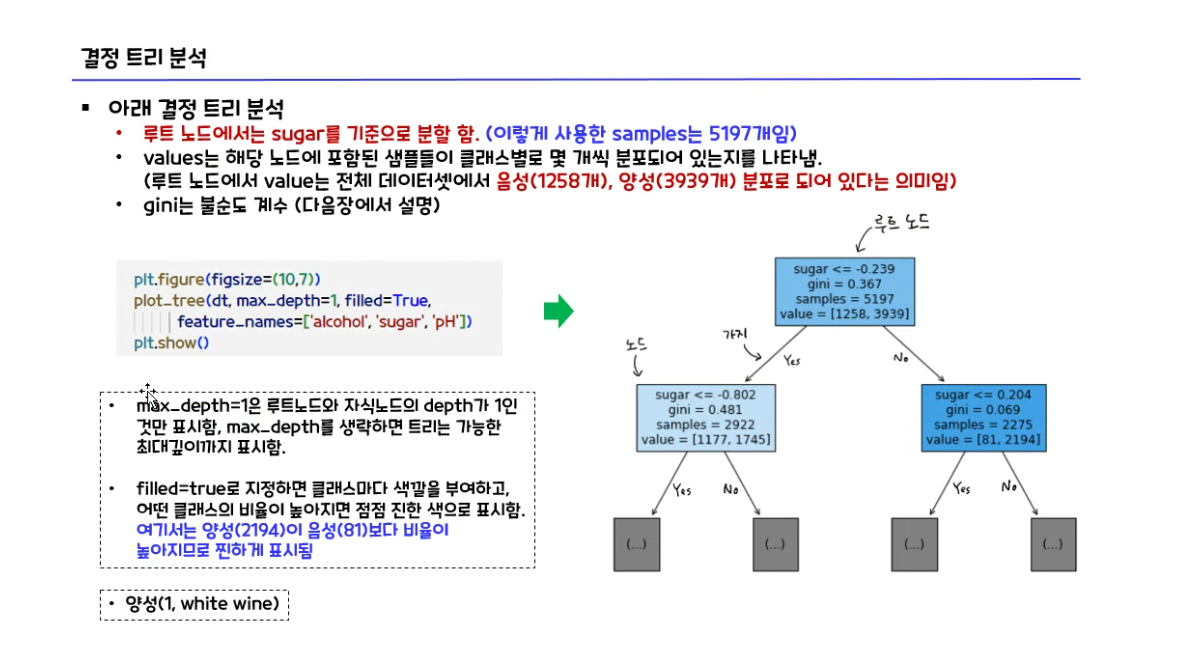 결정 트리 분석
▪ 아래 결정 트리 분석
• 루트 노드에서는 sugar를 기준으로 분할 함. (이렇게 사용한 samples는 5197개임)
• values는 해당 노드에 포함된 샘플들이 클래스별로 몇 개씩 분포되어 있는지를 나타냄.
(루트 노드에서 value는 전체 데이터셋에서 음성(1258개), 양성(3939개) 분포로 되어 있다는 의미임)
• gini는 불순도 계수 (다음장에서 설명)
plt.figure(figsize=(10,7))
plot_tree(dt, max_depth=1, filled=True,
feature_names=['alcohol', 'sugar', 'pH'])
plt.show()
• max_depth=1은 루트노드와 자식노드의 depth가 1인
것만 표시함, max_depth를 생략하면 트리는 가능한
최대깊이까지 표시함.
• filled=true로 지정하면 클래스마다 색깔을 부여하고,
어떤 클래스의 비율이 높아지면 점점 진한 색으로 표시함.
여기서는 양성(2194)이 음성(81)보다 비율이
높아지므로 찐하게 표시됨
• 양성(1, white wine)
루트 노드
sugar <= -0.239
gini = 0.367
samples = 5197
value = [1258, 3939]
노드
가지
Yes
No
sugar <= -0.802
gini = 0.481
samples = 2922
value = [1177, 1745]
sugar <= 0.204
gini = 0.069
samples = 2275
value = [81, 2194]
Yes
No
Yes
No
(...)
(...)
(...)
(...)